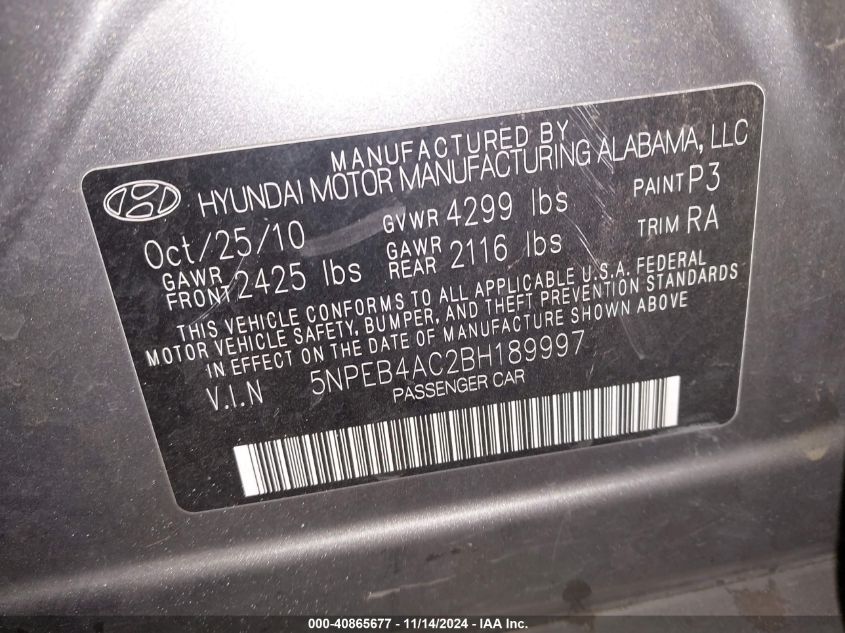 MANUFACTURED BY
HYUNDAI MOTOR MANUFACTURING ALABAMA, LLC
Oct/25/10 GVWR 4299 lbs PAINT P3
GAWR FRONT 2425 lbs GAWR REAR 2116 lbs TRIM RA
THIS VEHICLE CONFORMS TO ALL APPLICABLE U.S.A. FEDERAL
MOTOR VEHICLE SAFETY, BUMPER, AND THEFT PREVENTION STANDARDS
IN EFFECT ON THE DATE OF MANUFACTURE SHOWN ABOVE
V.I.N 5NPEB4AC2BH189997
PASSENGER CAR
000-40865677 - 11/14/2024 - IAA Inc.